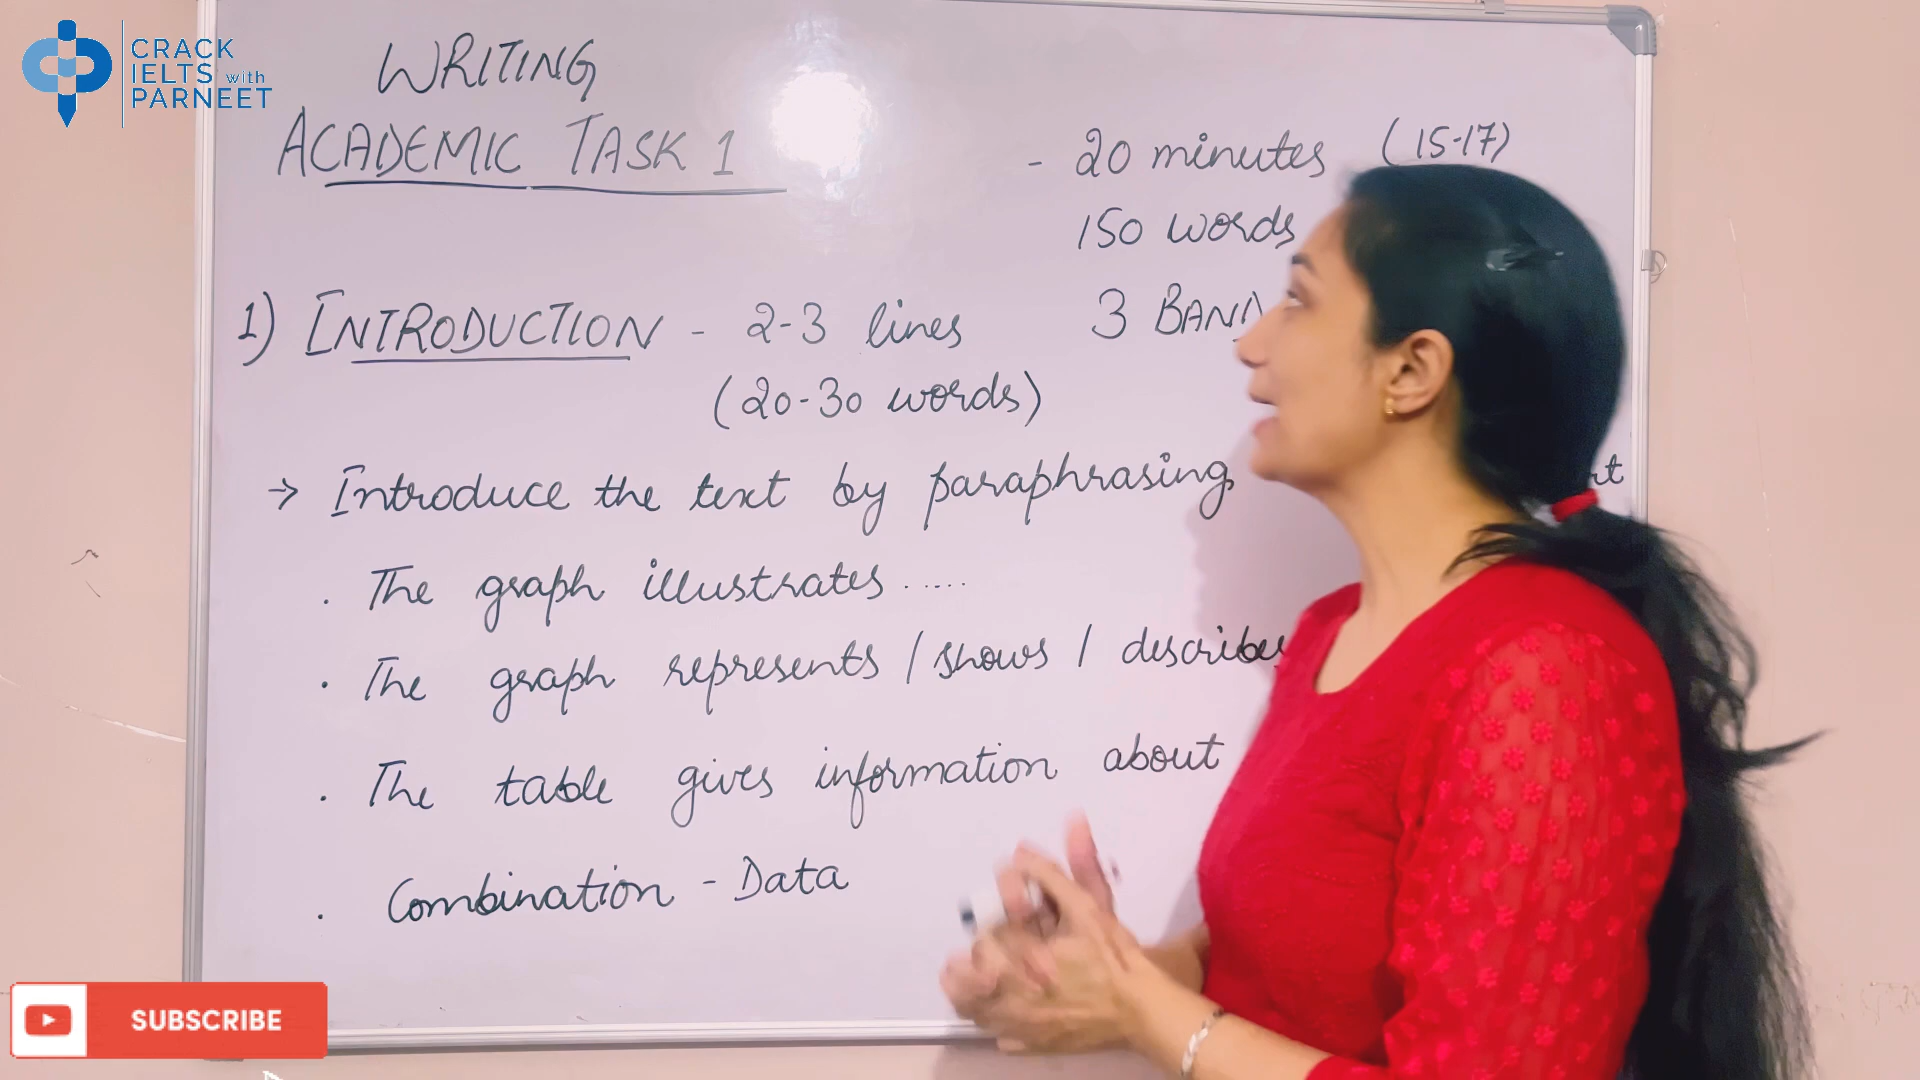 CRACK
IELTS with
PARNEET
WRITING
ACADEMIC TASK 1
- 20 minutes (15-17)
150 words
3 BAND
1) INTRODUCTION - 2-3 lines
(20-30 words)
→ Introduce the text by paraphrasing
. The graph illustrates .....
. The graph represents / shows / describes
. The table gives information about
. Combination - Data
SUBSCRIBE